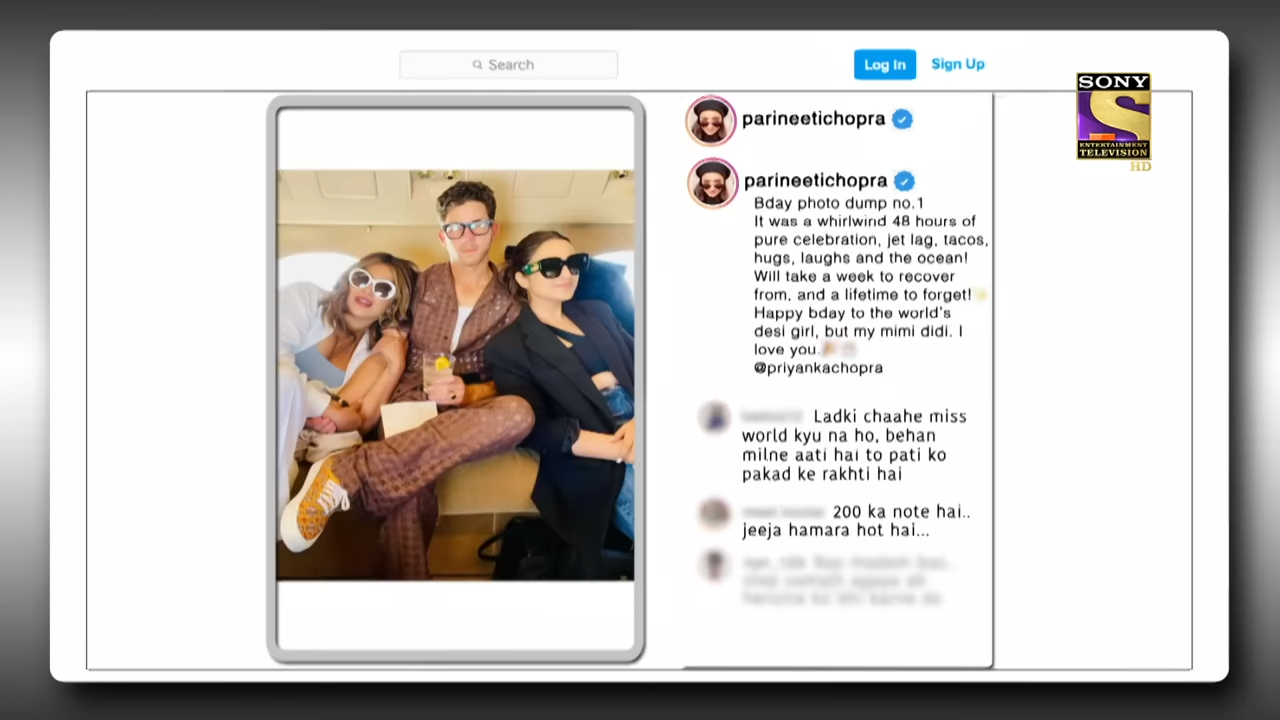 Search
Log In
Sign Up
SONY
ENTERTAINMENT
TELEVISION
HD
parineetichopra
parineetichopra
Bday photo dump no.1
It was a whirlwind 48 hours of
pure celebration, jet lag, tacos,
hugs, laughs and the ocean!
Will take a week to recover
from, and a lifetime to forget!
Happy bday to the world's
desi girl, but my mimi didi. I
love you.
@priyankachopra
Ladki chaahe miss
world kyu na ho, behan
milne aati hai to pati ko
pakad ke rakhti hai
200 ka note hai..
jeeja hamara hot hai...